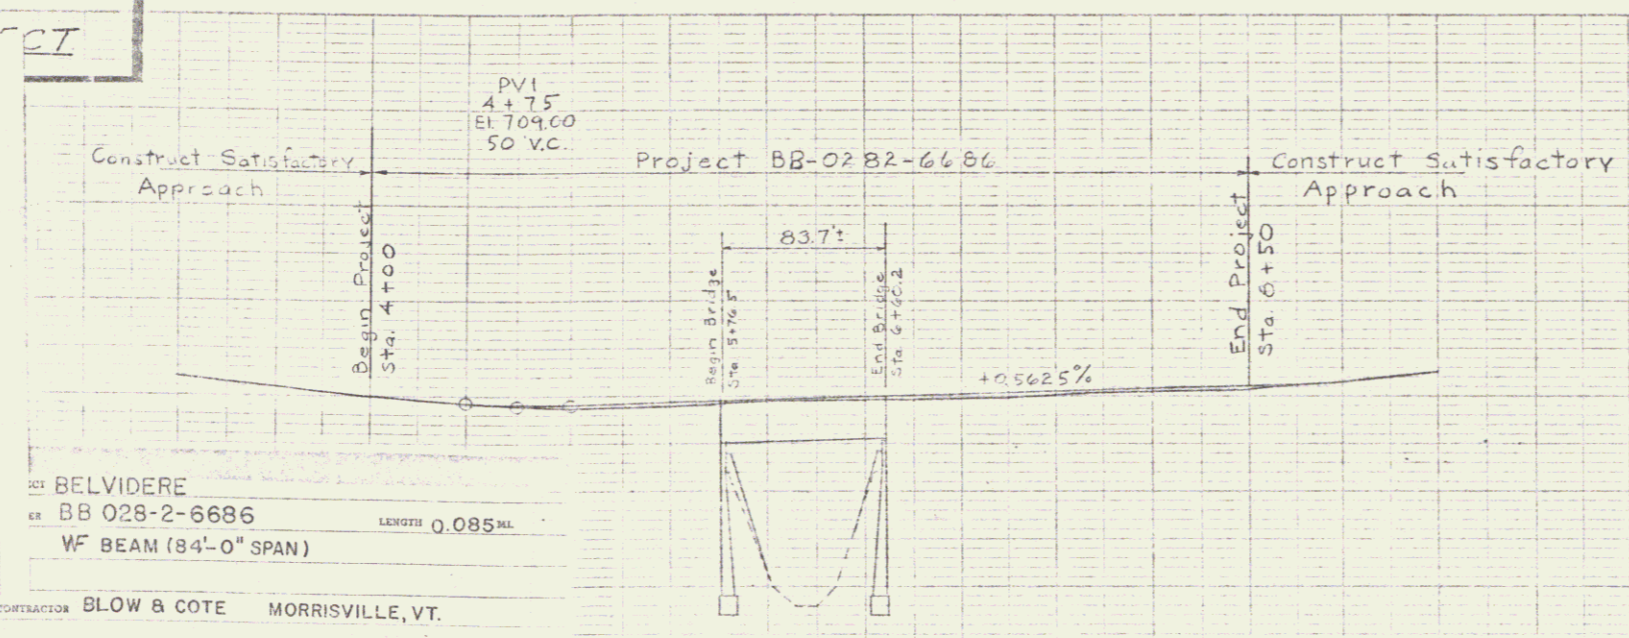 CT
PVI
4+75
El. 709.00
50' V.C.
Construct Satisfactory
Approach
Project BB-0282-6686
Construct Satisfactory
Approach
Begin Project
Sta. 4+00
83.7'±
Begin Bridge
Sta 5+76.5
End Bridge
Sta 6+60.2
End Project
Sta. 8+50
+0.5625%
BELVIDERE
BB 028-2-6686
LENGTH 0.085 MI.
WF BEAM (84'-0" SPAN)
CONTRACTOR BLOW & COTE MORRISVILLE, VT.